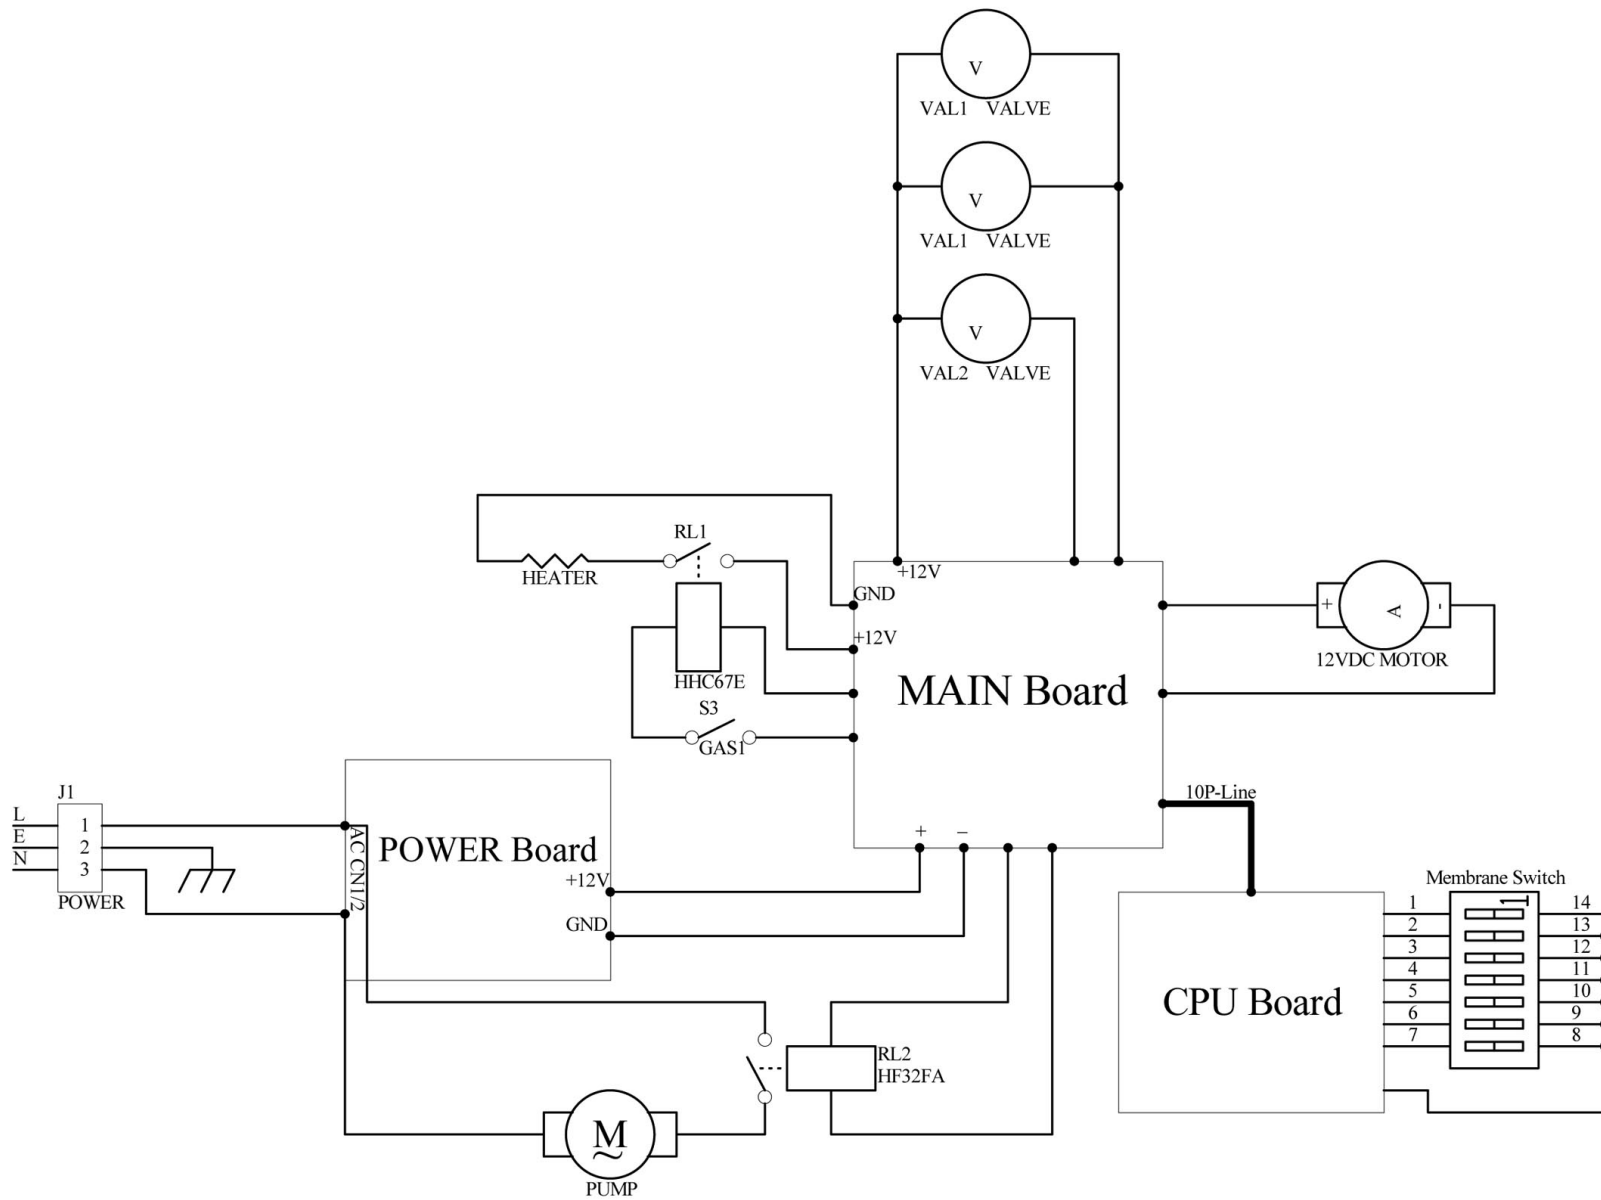 V
VAL1 VALVE
V
VAL1 VALVE
V
VAL2 VALVE
RL1
HEATER
+12V
GND
+12V
+
A
-
12VDC MOTOR
HHC67E
MAIN Board
S3
GAS1
10P-Line
J1
L
E
N
1
2
3
POWER
AC CN1/2
POWER Board
+12V
GND
+
–
Membrane Switch
1
1
2
3
4
5
6
7
14
13
12
11
10
9
8
CPU Board
RL2
HF32FA
M
~
PUMP